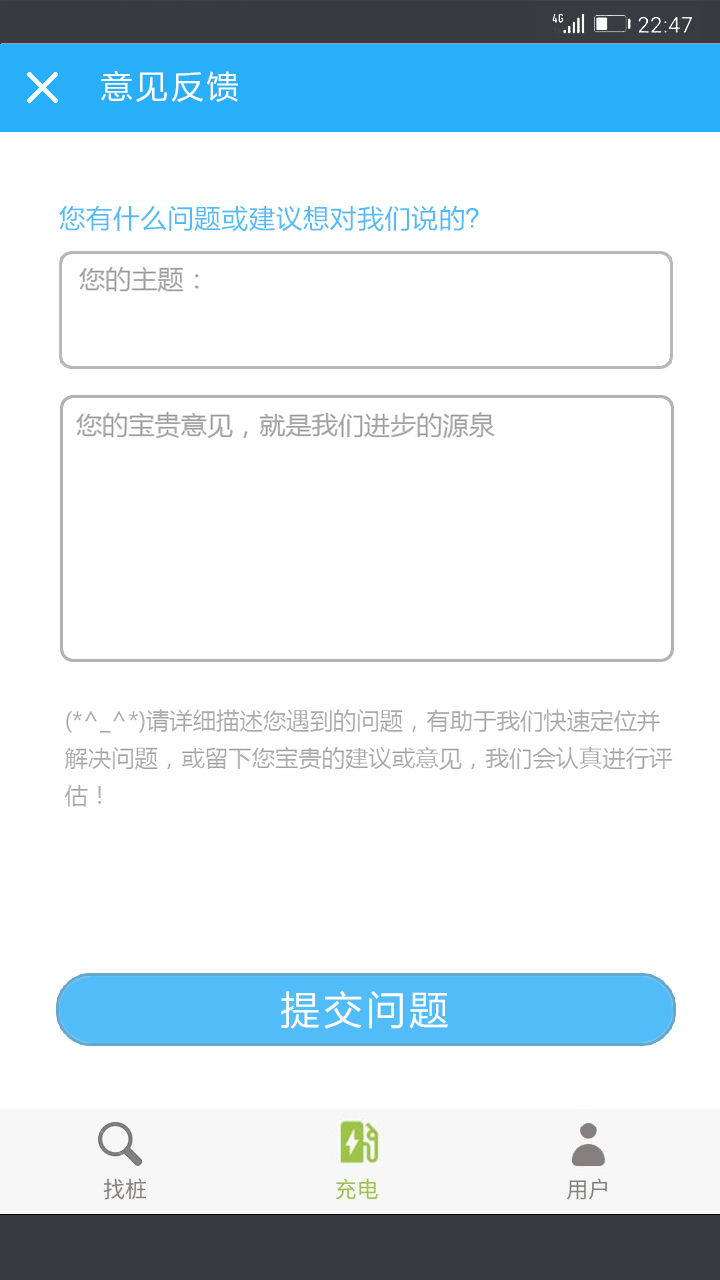 4G 22:47
意见反馈
您有什么问题或建议想对我们说的?
您的主题：
您的宝贵意见，就是我们进步的源泉
(*^_^*)请详细描述您遇到的问题，有助于我们快速定位并
解决问题，或留下您宝贵的建议或意见，我们会认真进行评
估！
提交问题
找桩 充电 用户